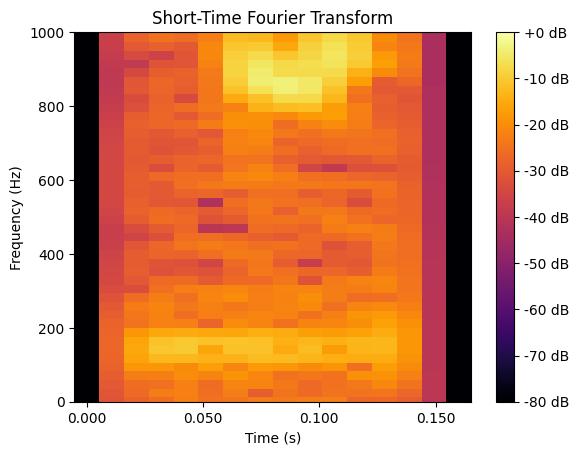 Short-Time Fourier Transform
1000
800
600
400
200
0
Frequency (Hz)
0.000
0.050
0.100
0.150
Time (s)
+0 dB
-10 dB
-20 dB
-30 dB
-40 dB
-50 dB
-60 dB
-70 dB
-80 dB